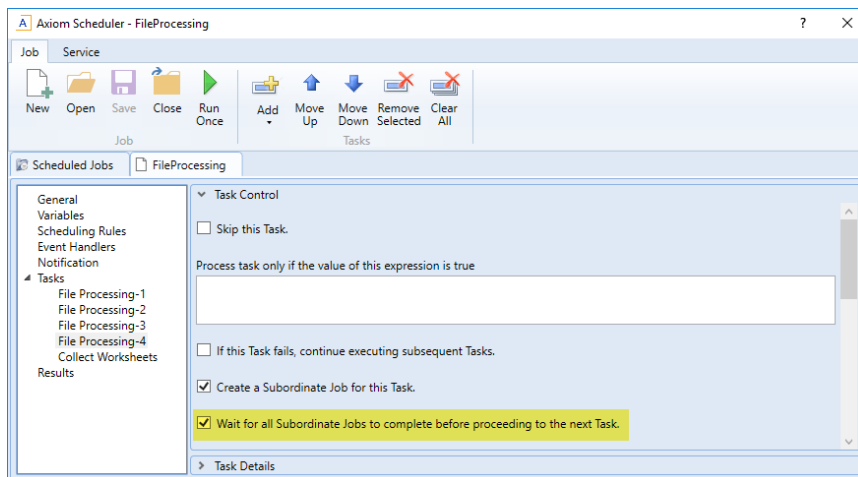 A Axiom Scheduler - FileProcessing
?
Job Service
New Open Save Close Run Once
Add Move Up Move Down Remove Selected Clear All
Job Tasks
Scheduled Jobs FileProcessing
General
Variables
Scheduling Rules
Event Handlers
Notification
Tasks
File Processing-1
File Processing-2
File Processing-3
File Processing-4
Collect Worksheets
Results
Task Control
Skip this Task.
Process task only if the value of this expression is true
If this Task fails, continue executing subsequent Tasks.
Create a Subordinate Job for this Task.
Wait for all Subordinate Jobs to complete before proceeding to the next Task.
Task Details